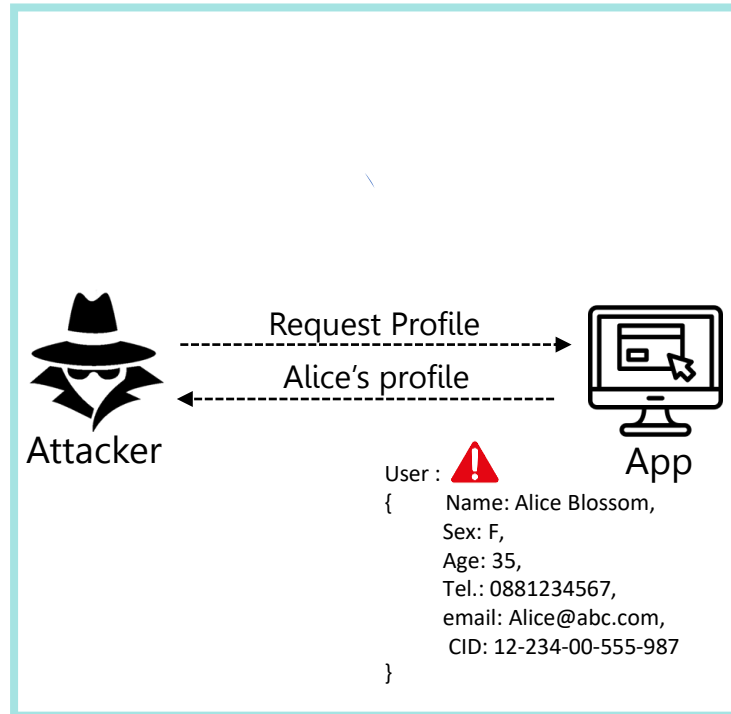 Request Profile
Alice’s profile
Attacker
App
User :
{ Name: Alice Blossom,
Sex: F,
Age: 35,
Tel.: 0881234567,
email: Alice@abc.com,
CID: 12-234-00-555-987
}